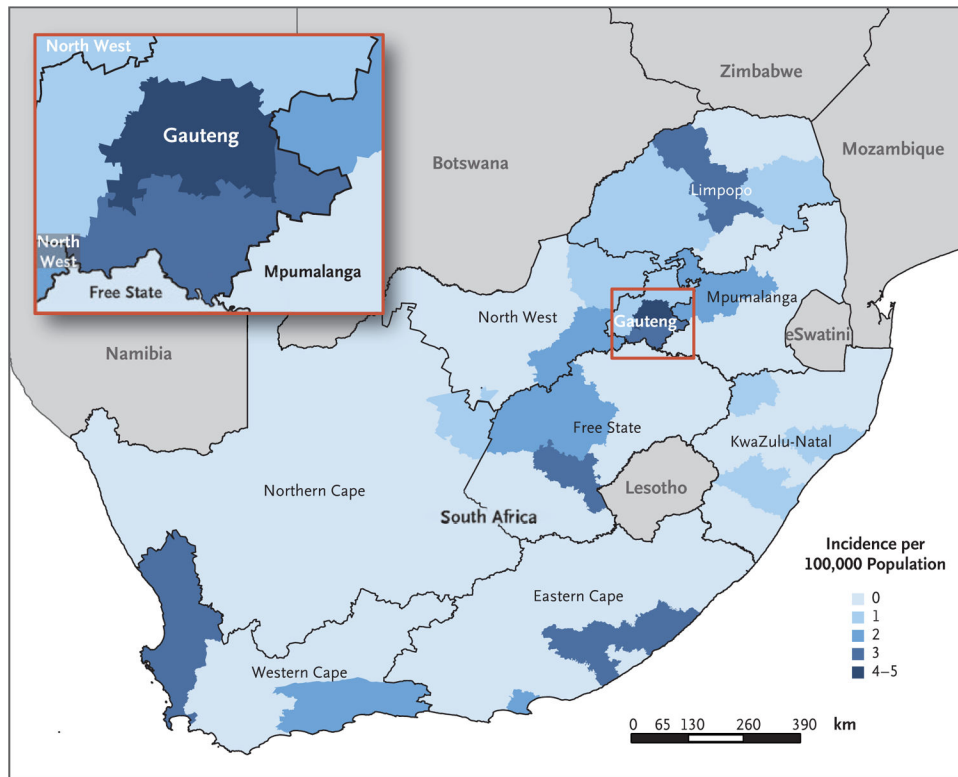 North West
Gauteng
North
West
Free State
Mpumalanga
Zimbabwe
Botswana
Mozambique
Limpopo
Namibia
North West
Gauteng
Mpumalanga
eSwatini
Free State
KwaZulu-Natal
Northern Cape
Lesotho
South Africa
Eastern Cape
Western Cape
Incidence per
100,000 Population
0
1
2
3
4–5
0 65 130 260 390 km